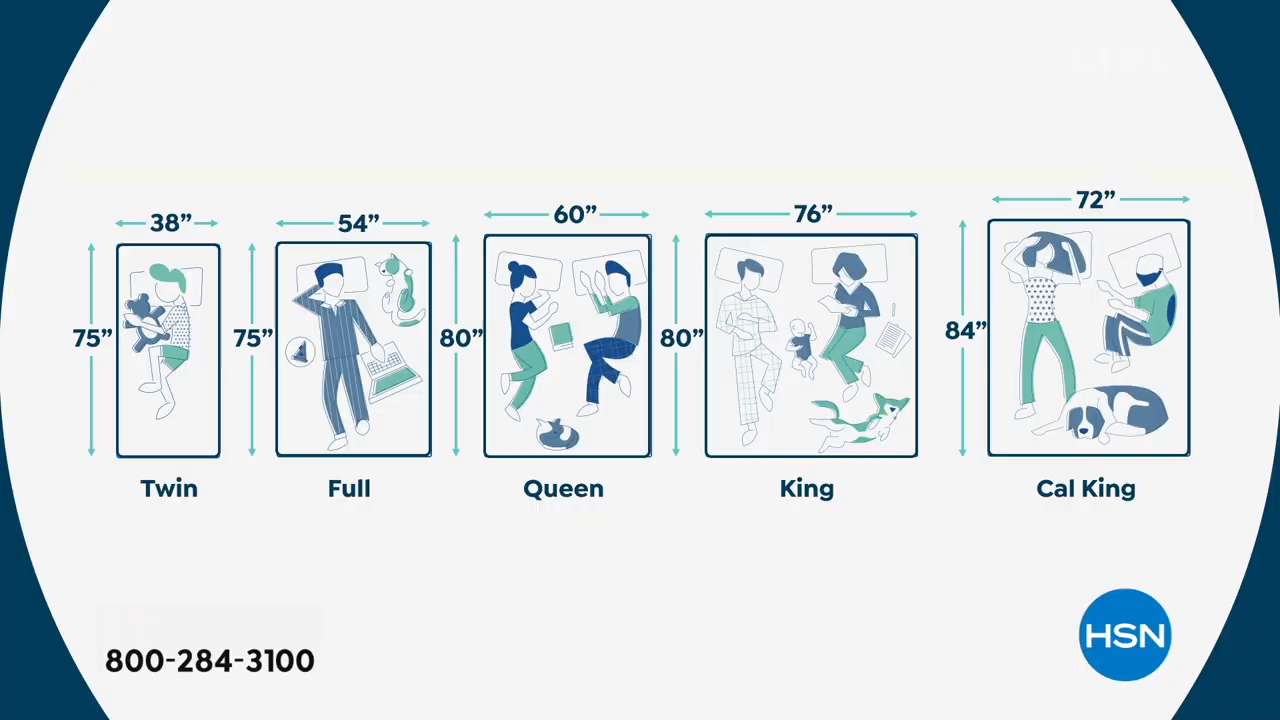 38”
54”
60”
76”
72”
75”
75”
80”
80”
84”
Twin
Full
Queen
King
Cal King
800-284-3100
HSN